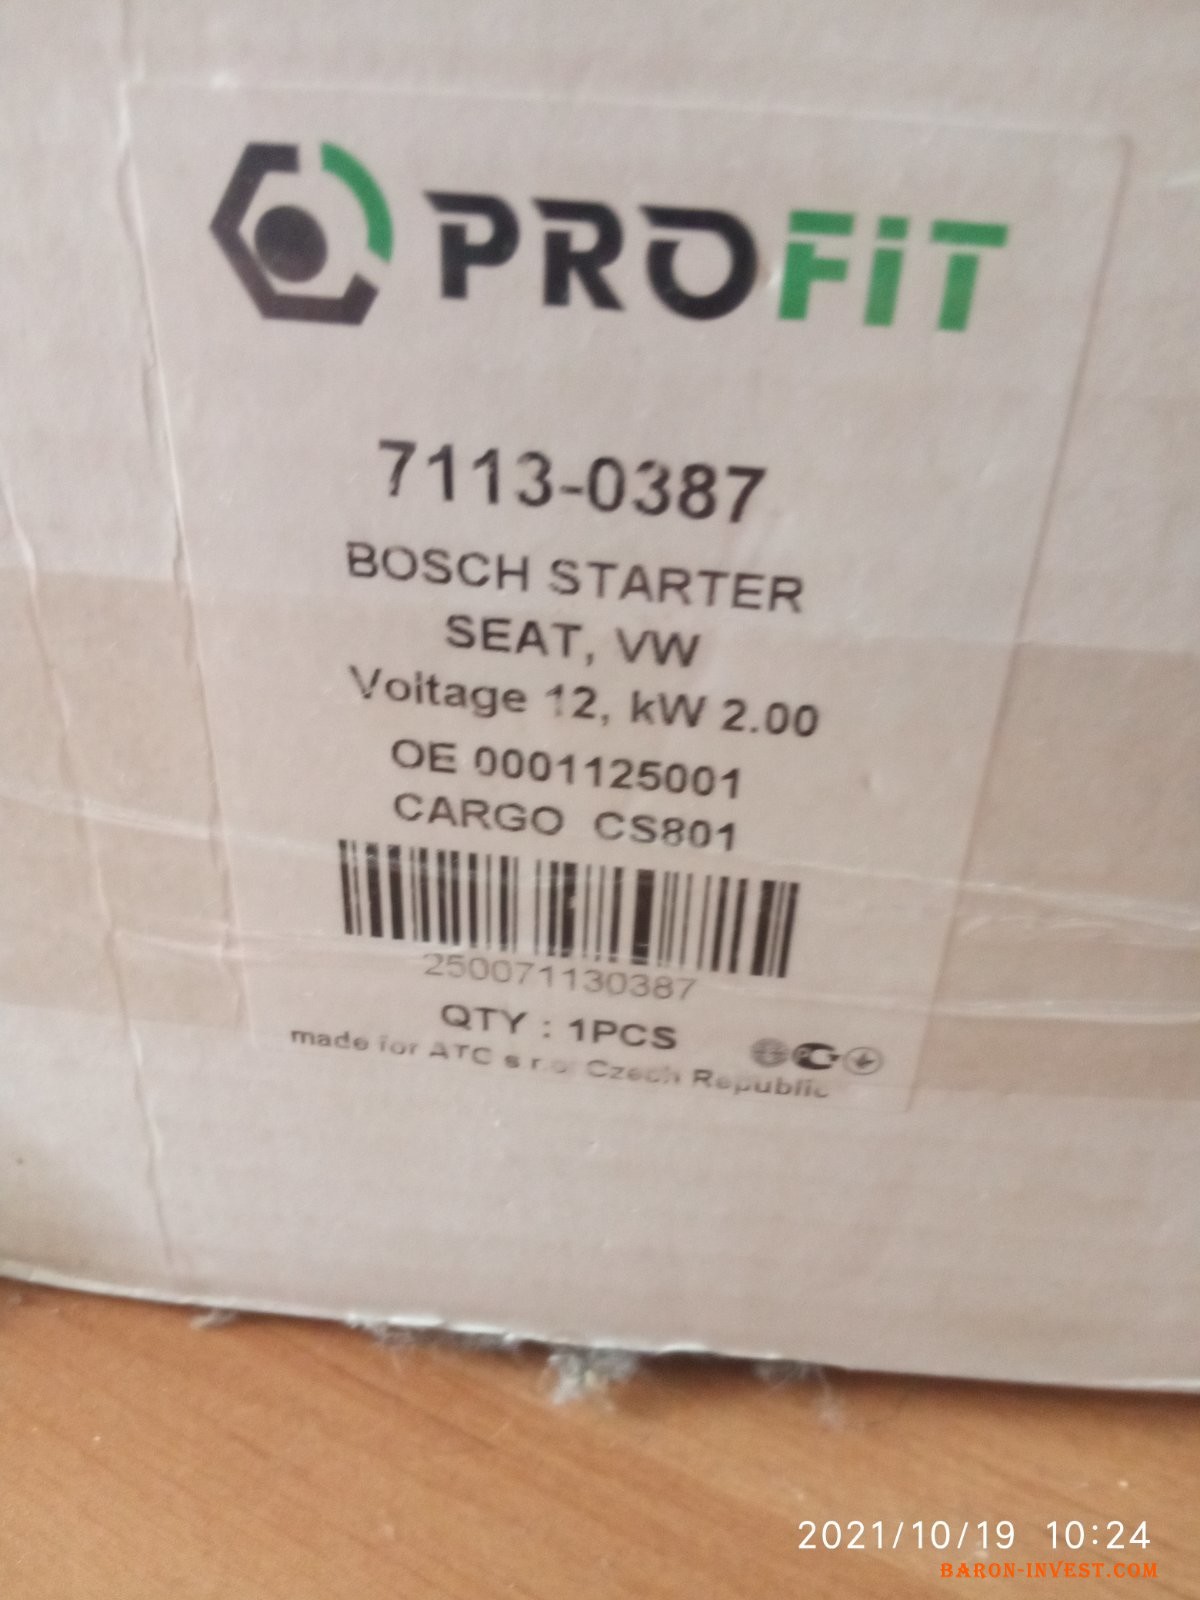 PROFiT
7113-0387
BOSCH STARTER
SEAT, VW
Voltage 12, kW 2.00
OE 0001125001
CARGO CS801
250071130387
QTY : 1PCS
made for ATC s r.o. Czech Republic
2021/10/19 10:24
BARON-INVEST.COM